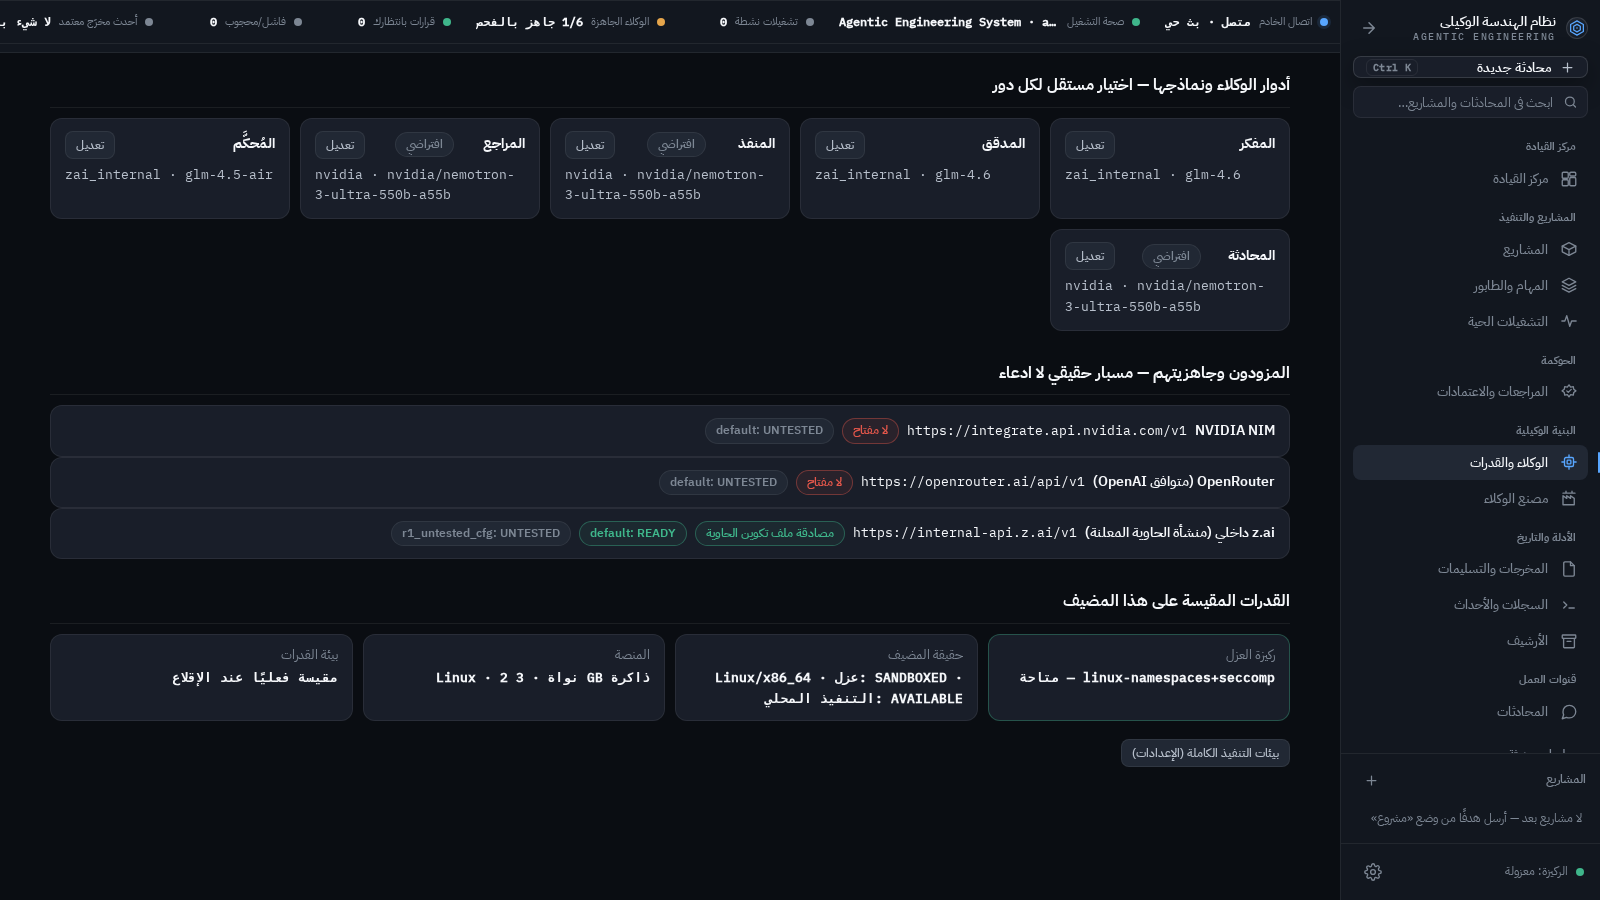 نظام الهندسة الوكيلي
AGENTIC ENGINEERING
محادثة جديدة
Ctrl K
ابحث في المحادثات والمشاريع...
مركز القيادة
مركز القيادة
المشاريع والتنفيذ
المشاريع
المهام والطابور
التشغيلات الحية
الحوكمة
المراجعات والاعتمادات
البنية الوكيلية
الوكلاء والقدرات
مصنع الوكلاء
الأدلة والتاريخ
المخرجات والتسليمات
السجلات والأحداث
الأرشيف
قنوات العمل
المحادثات
المشاريع
لا مشاريع بعد — أرسل هدفًا من وضع «مشروع»
الركيزة: معزولة
اتصال الخادم متصل · بث حي
صحة التشغيل Agentic Engineering System · a…
تشغيلات نشطة 0
الوكلاء الجاهزة 1/6 جاهز بالفحص
قرارات بانتظارك 0
فاشل/محجوب 0
أحدث مخرَج معتمد لا شيء
أدوار الوكلاء ونماذجها — اختيار مستقل لكل دور
المفكر تعديل
zai_internal · glm-4.6
المدقق تعديل
zai_internal · glm-4.6
المنفذ افتراضي تعديل
nvidia · nvidia/nemotron-
3-ultra-550b-a55b
المراجع افتراضي تعديل
nvidia · nvidia/nemotron-
3-ultra-550b-a55b
المُحكَّم تعديل
zai_internal · glm-4.5-air
المحادثة افتراضي تعديل
nvidia · nvidia/nemotron-
3-ultra-550b-a55b
المزودون وجاهزيتهم — مسبار حقيقي لا ادعاء
NVIDIA NIM https://integrate.api.nvidia.com/v1 لا مفتاح default: UNTESTED
OpenRouter (متوافق OpenAI) https://openrouter.ai/api/v1 لا مفتاح default: UNTESTED
z.ai داخلي (منشأة الحاوية المعلنة) https://internal-api.z.ai/v1 مصادقة ملف تكوين الحاوية default: READY r1_untested_cfg: UNTESTED
القدرات المقيسة على هذا المضيف
ركيزة العزل
linux-namespaces+seccomp — متاحة
حقيقة المضيف
Linux/x86_64 · عزل: SANDBOXED ·
التنفيذ المحلي: AVAILABLE
المنصة
Linux · 2 نواة · 3 GB ذاكرة
بيئة القدرات
مقيسة فعليًا عند الإقلاع
بيئات التنفيذ الكاملة (الإعدادات)